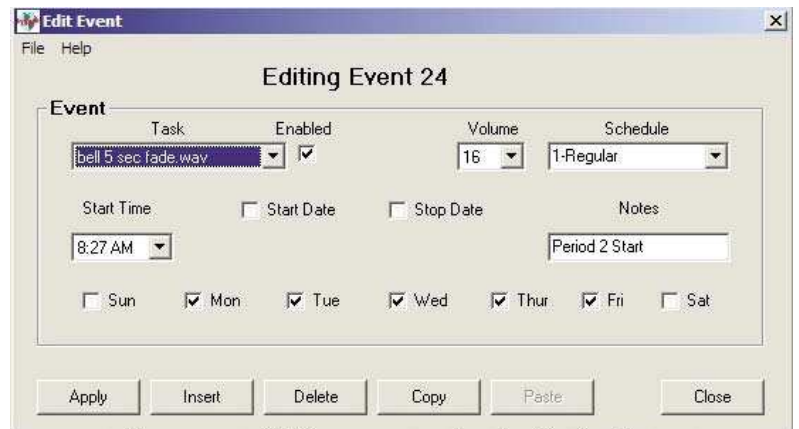 Edit Event
File Help
Editing Event 24
Event
Task Enabled Volume Schedule
bell 5 sec fade.wav 16 1-Regular
Start Time Start Date Stop Date Notes
8:27 AM Period 2 Start
Sun Mon Tue Wed Thur Fri Sat
Apply Insert Delete Copy Paste Close